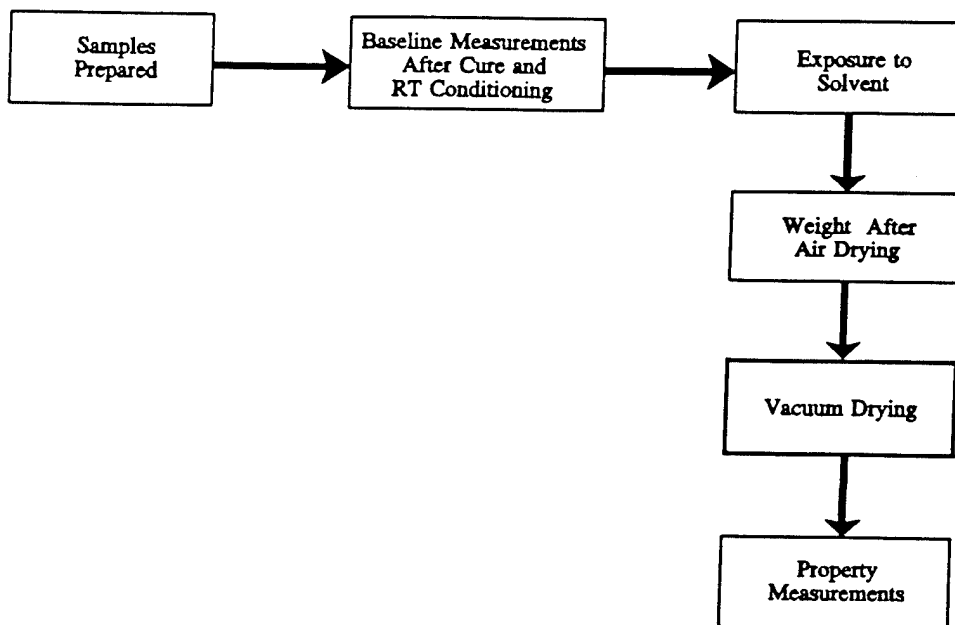 Samples
Prepared
Baseline Measurements
After Cure and
RT Conditioning
Exposure to
Solvent
Weight After
Air Drying
Vacuum Drying
Property
Measurements